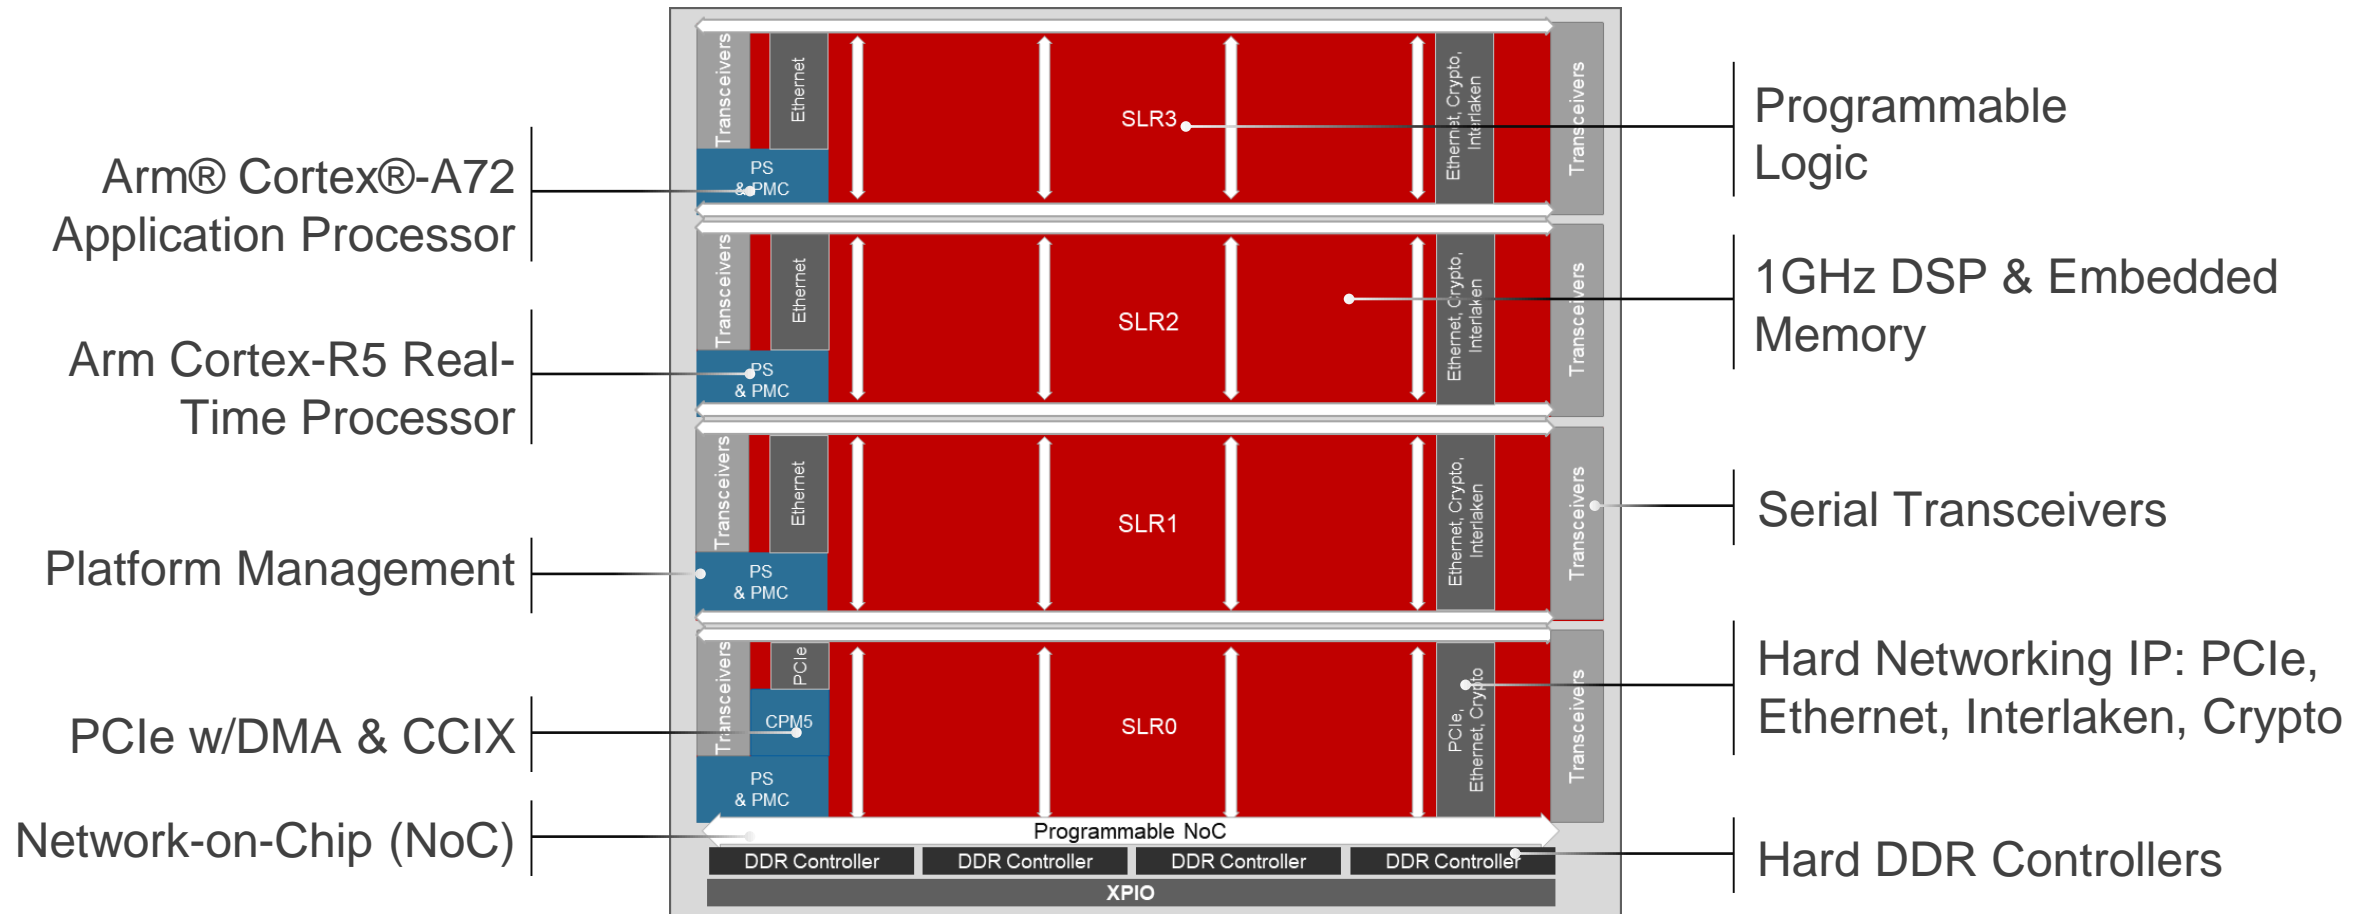 Arm® Cortex®-A72
Application Processor
Arm Cortex-R5 Real-
Time Processor
Platform Management
PCIe w/DMA & CCIX
Network-on-Chip (NoC)
Transceivers
Ethernet
PS
& PMC
SLR3
Ethernet, Crypto,
Interlaken
Transceivers
Transceivers
Ethernet
PS
& PMC
SLR2
Ethernet, Crypto,
Interlaken
Transceivers
Transceivers
Ethernet
PS
& PMC
SLR1
Ethernet, Crypto,
Interlaken
Transceivers
Transceivers
PCIe
CPM5
PS
& PMC
SLR0
PCIe,
Ethernet, Crypto
Transceivers
Programmable NoC
DDR Controller
DDR Controller
DDR Controller
DDR Controller
XPIO
Programmable
Logic
1GHz DSP & Embedded
Memory
Serial Transceivers
Hard Networking IP: PCIe,
Ethernet, Interlaken, Crypto
Hard DDR Controllers